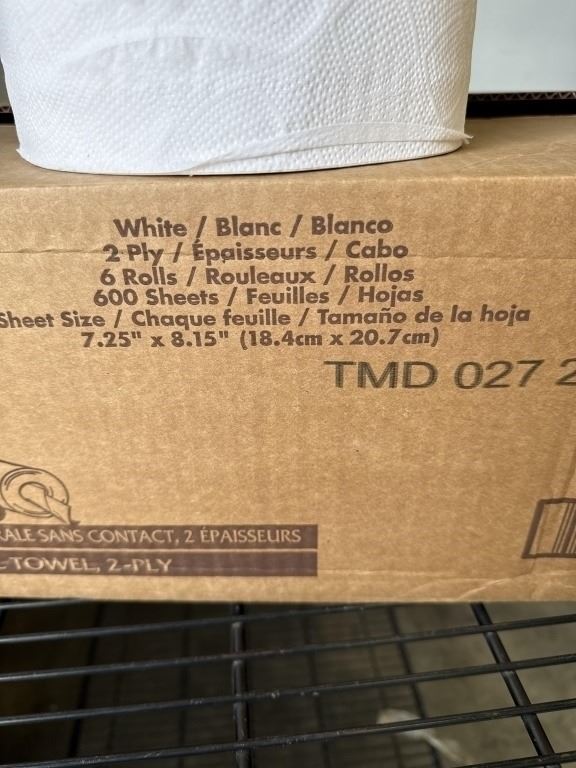 White / Blanc / Blanco
2 Ply / Épaisseurs / Cabo
6 Rolls / Rouleaux / Rollos
600 Sheets / Feuilles / Hojas
Sheet Size / Chaque feuille / Tamaño de la hoja
7.25" x 8.15" (18.4cm x 20.7cm)
TMD 027 2
SANS CONTACT, 2 ÉPAISSEURS
TOWEL, 2-PLY